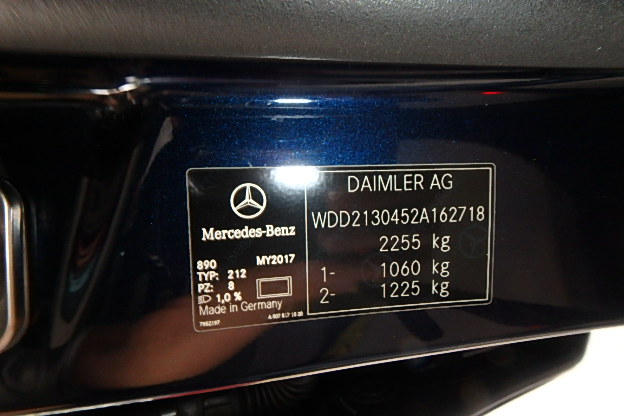 Mercedes-Benz
890 MY2017
TYP: 212
PZ: 8
1,0 %
Made in Germany
DAIMLER AG
WDD2130452A162718
2255 kg
1- 1060 kg
2- 1225 kg